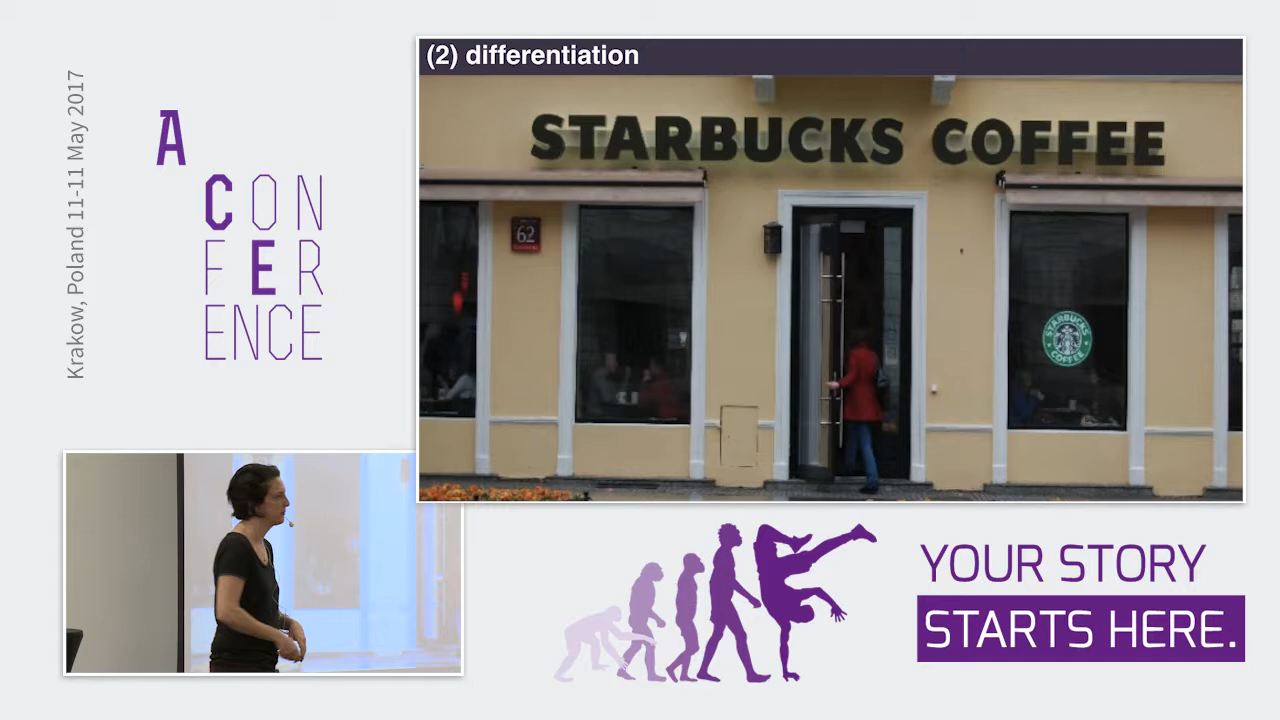 Krakow, Poland 11-11 May 2017
A
CON
FER
ENCE
(2) differentiation
STARBUCKS COFFEE
62
STARBUCKS
COFFEE
YOUR STORY
STARTS HERE.